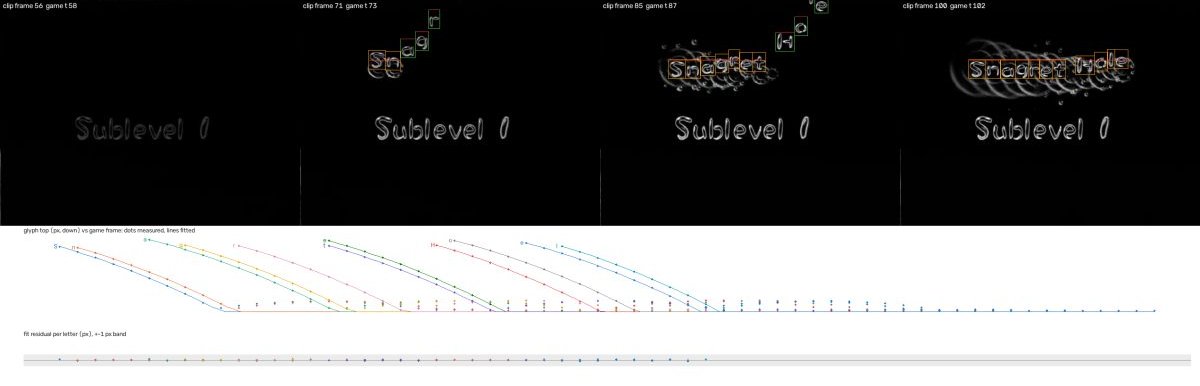 clip frame 56 game t 58
clip frame 71 game t 73
clip frame 85 game t 87
clip frame 100 game t 102
Sublevel 1
S n a g r
Sublevel 1
Snagret H o e
Sublevel 1
Snagret Hole
Sublevel 1
glyph top (px, down) vs game frame: dots measured, lines fitted
fit residual per letter (px), +-1 px band